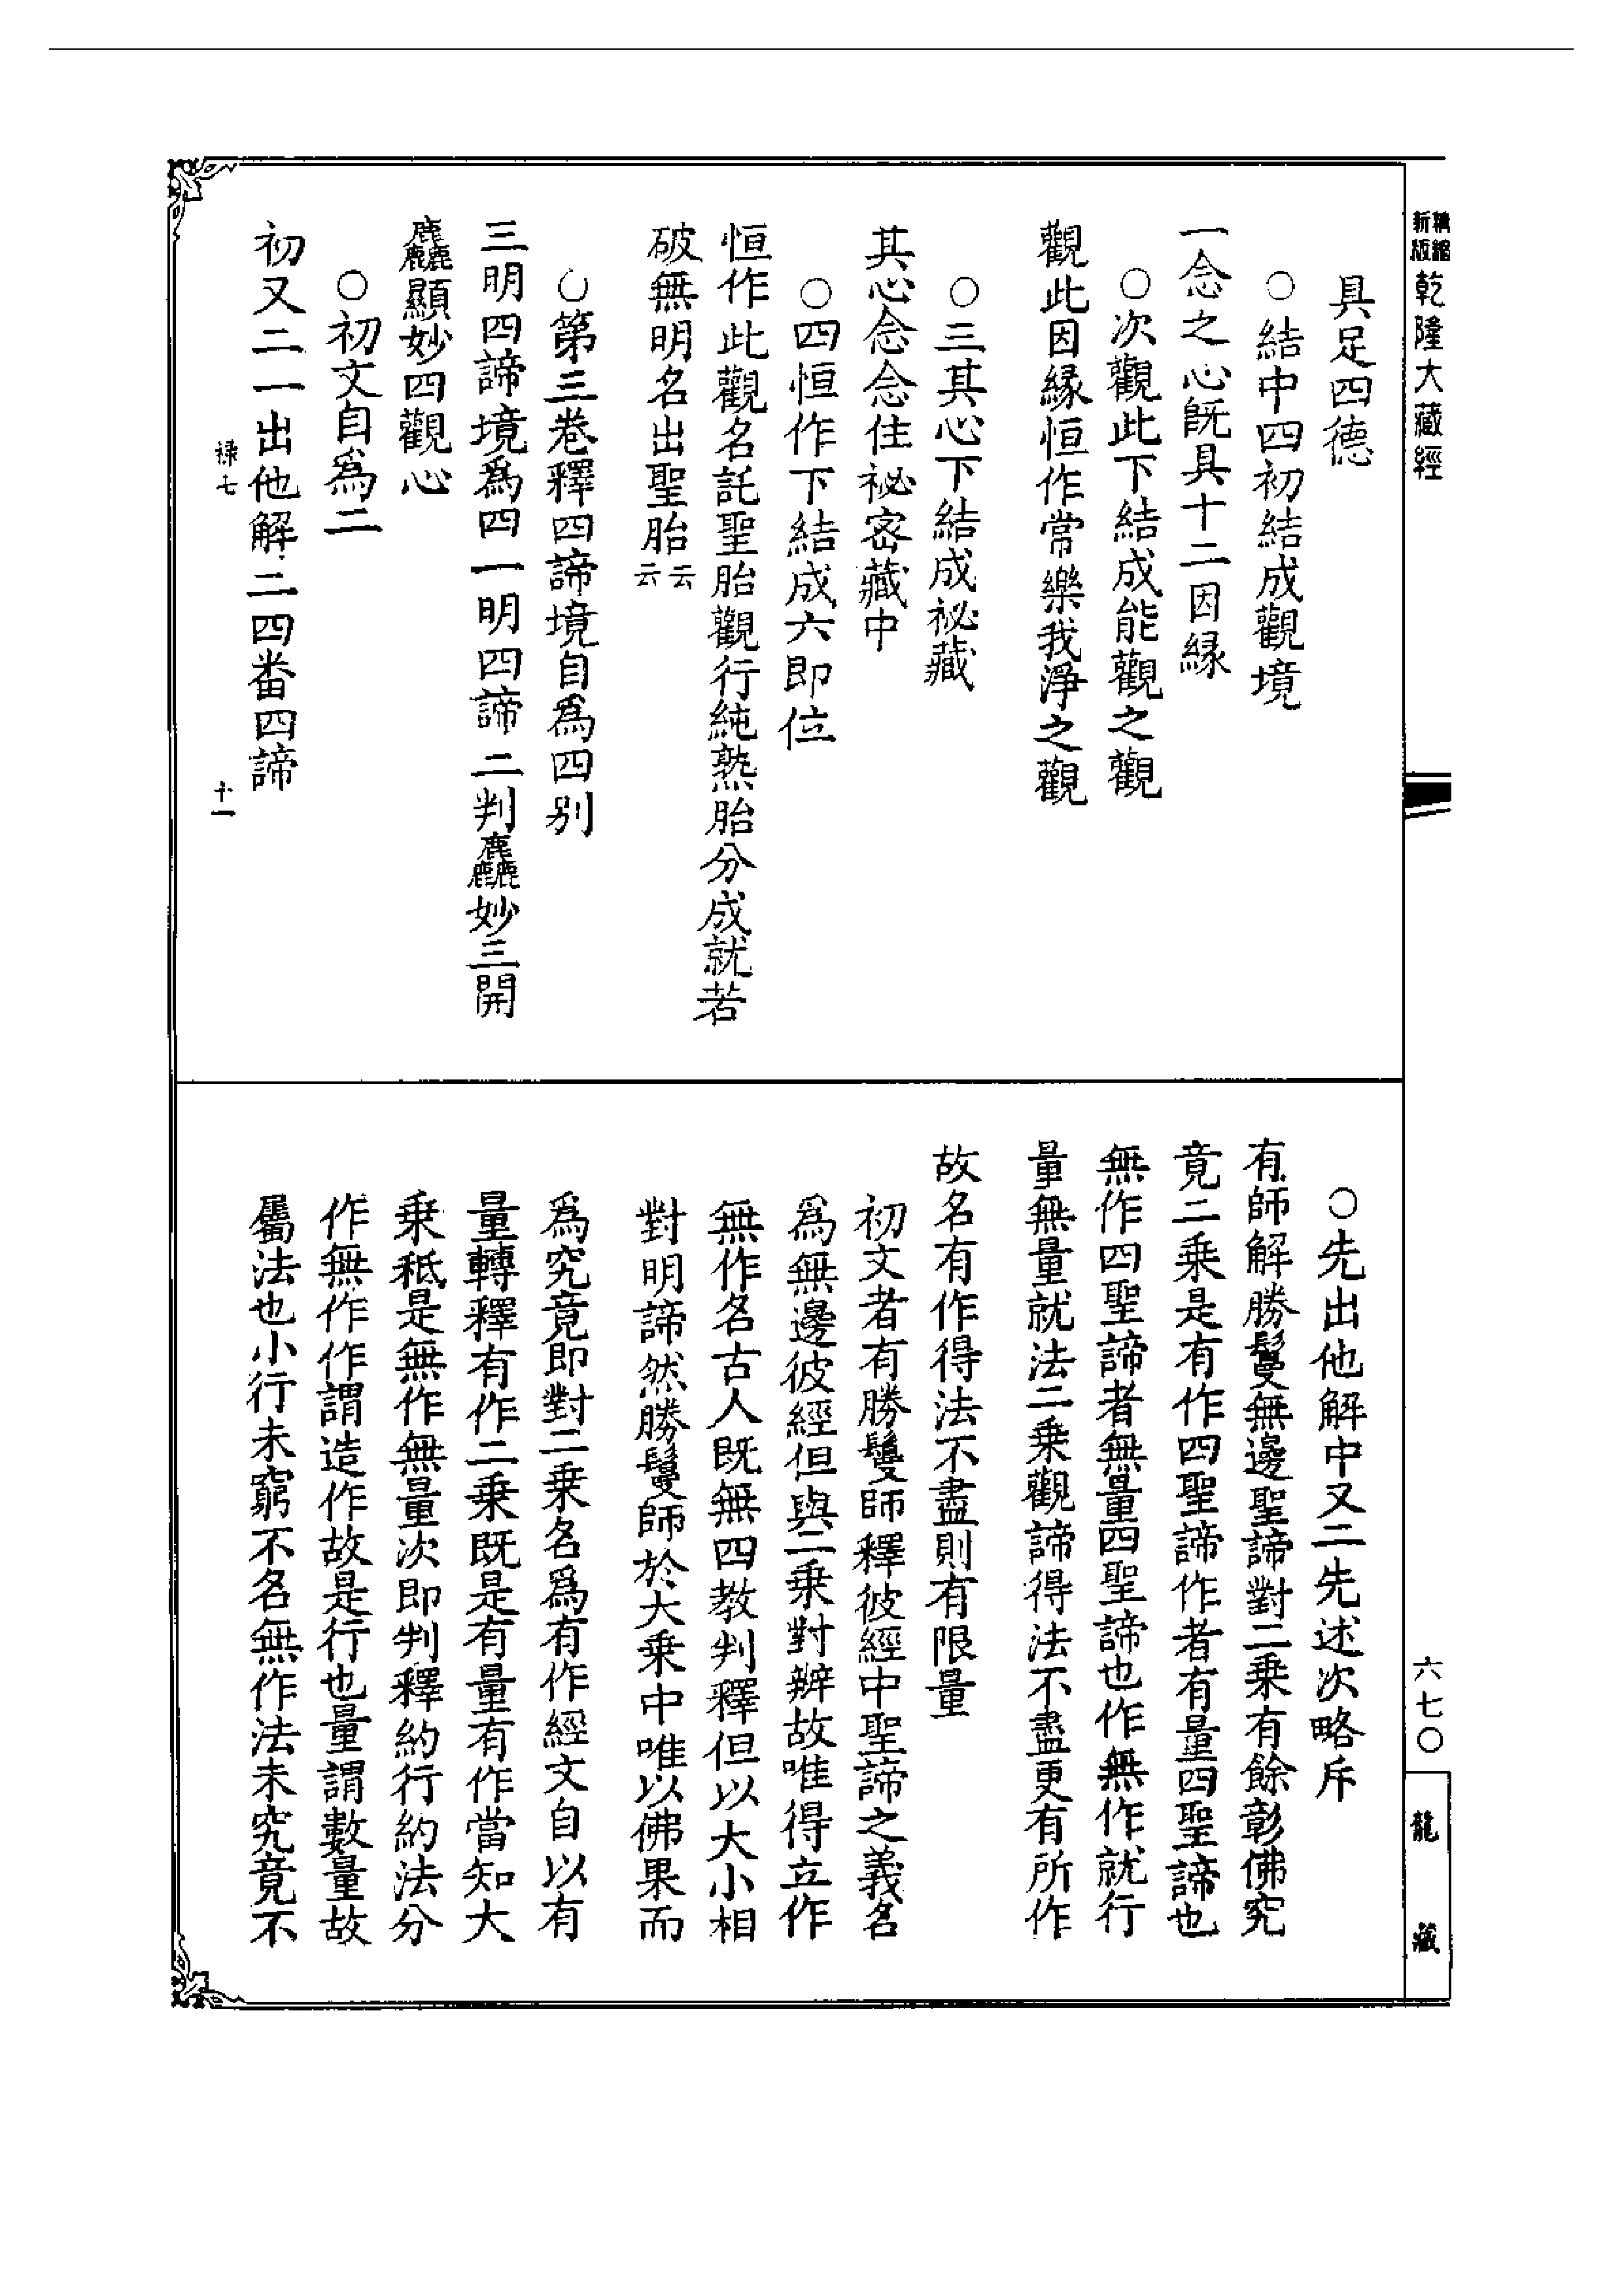 新版精縮
乾隆大藏經
六七〇
龍藏
具足四德
○結中四初結成觀境
一念之心旣具十二因緣
○次觀此下結成能觀之觀
觀此因緣恒作常樂我淨之觀
○三其心下結成祕藏
其心念念住祕密藏中
○四恒作下結成六即位
恒作此觀名託聖胎觀行純熟胎分成就若
破無明名出聖胎云云
○第三卷釋四諦境自爲四別
三明四諦境爲四一明四諦二判麤妙三開
麤顯妙四觀心
○初文自爲二
初又二一出他解二四番四諦
祿七
十一
○先出他解中又二先述次略斥
有師解勝鬘無邊聖諦對二乘有餘彰佛究
竟二乘是有作四聖諦作者有量四聖諦也
無作四聖諦者無量四聖諦也作無作就行
量無量就法二乘觀諦得法不盡更有所作
故名有作得法不盡則有限量
初文者有勝鬘師釋彼經中聖諦之義名
爲無邊彼經但與二乘對辨故唯得立作
無作名古人既無四教判釋但以大小相
對明諦然勝鬘師於大乘中唯以佛果而
爲究竟即對二乘名爲有作經文自以有
量轉釋有作二乘既是有量有作當知大
乘秖是無作無量次即判釋約行約法分
作無作作謂造作故是行也量謂數量故
屬法也小行未窮不名無作法未究竟不